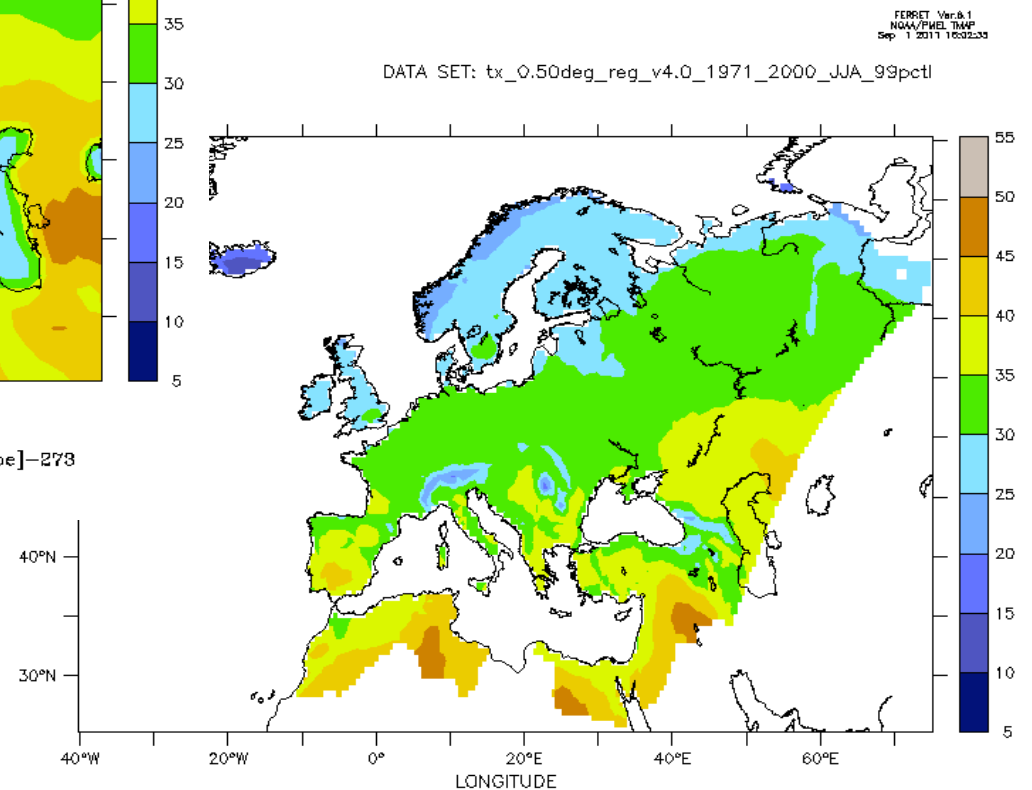 FERRET Ver.6.1
NOAA/PMEL TMAP
Sep 1 2011 16:02:35
DATA SET: tx_0.50deg_reg_v4.0_1971_2000_JJA_99pctl
35
30
25
20
15
10
5
55
50
45
40
35
30
25
20
15
10
5
pe]-273
40°N
30°N
40°W
20°W
0°
20°E
40°E
60°E
LONGITUDE